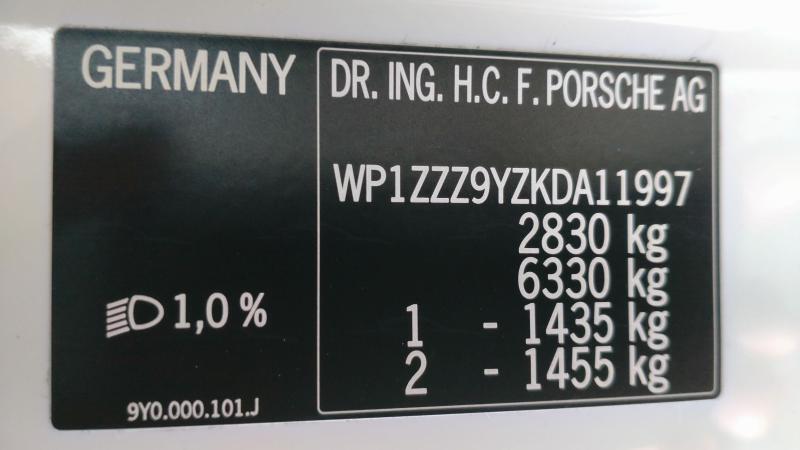 GERMANY
DR. ING. H.C. F. PORSCHE AG
WP1ZZZ9YZKDA11997
2830 kg
6330 kg
1 - 1435 kg
2 - 1455 kg
1,0 %
9Y0.000.101.J